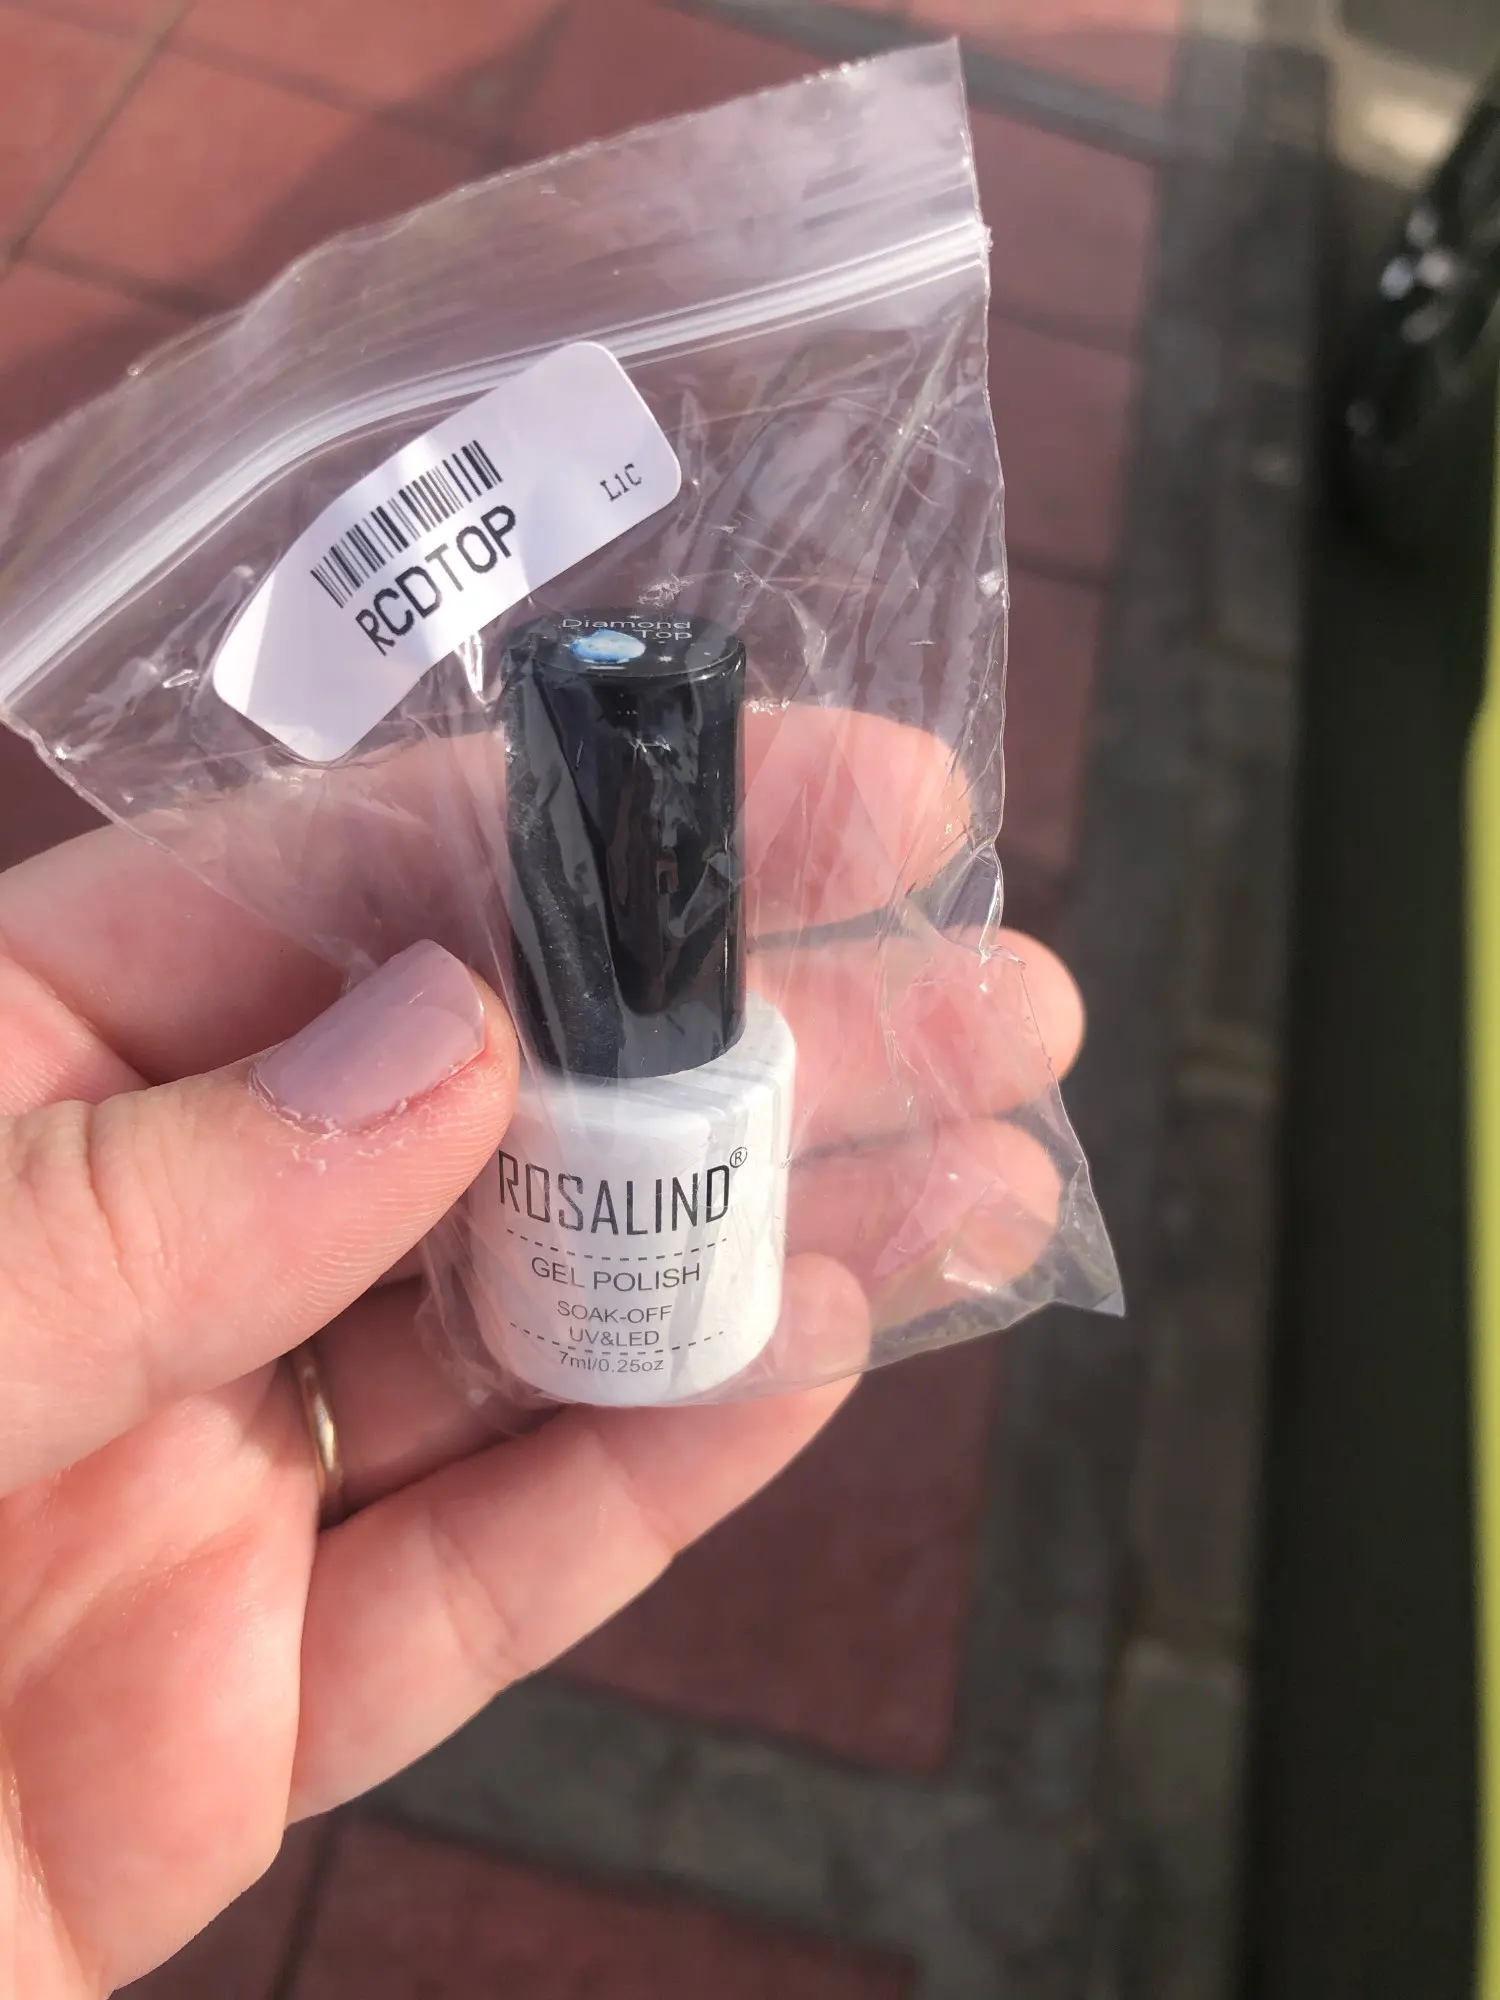 RCDTOP
L1C
Diamond
Top
ROSALIND®
GEL POLISH
SOAK-OFF
UV&LED
7ml/0.25oz